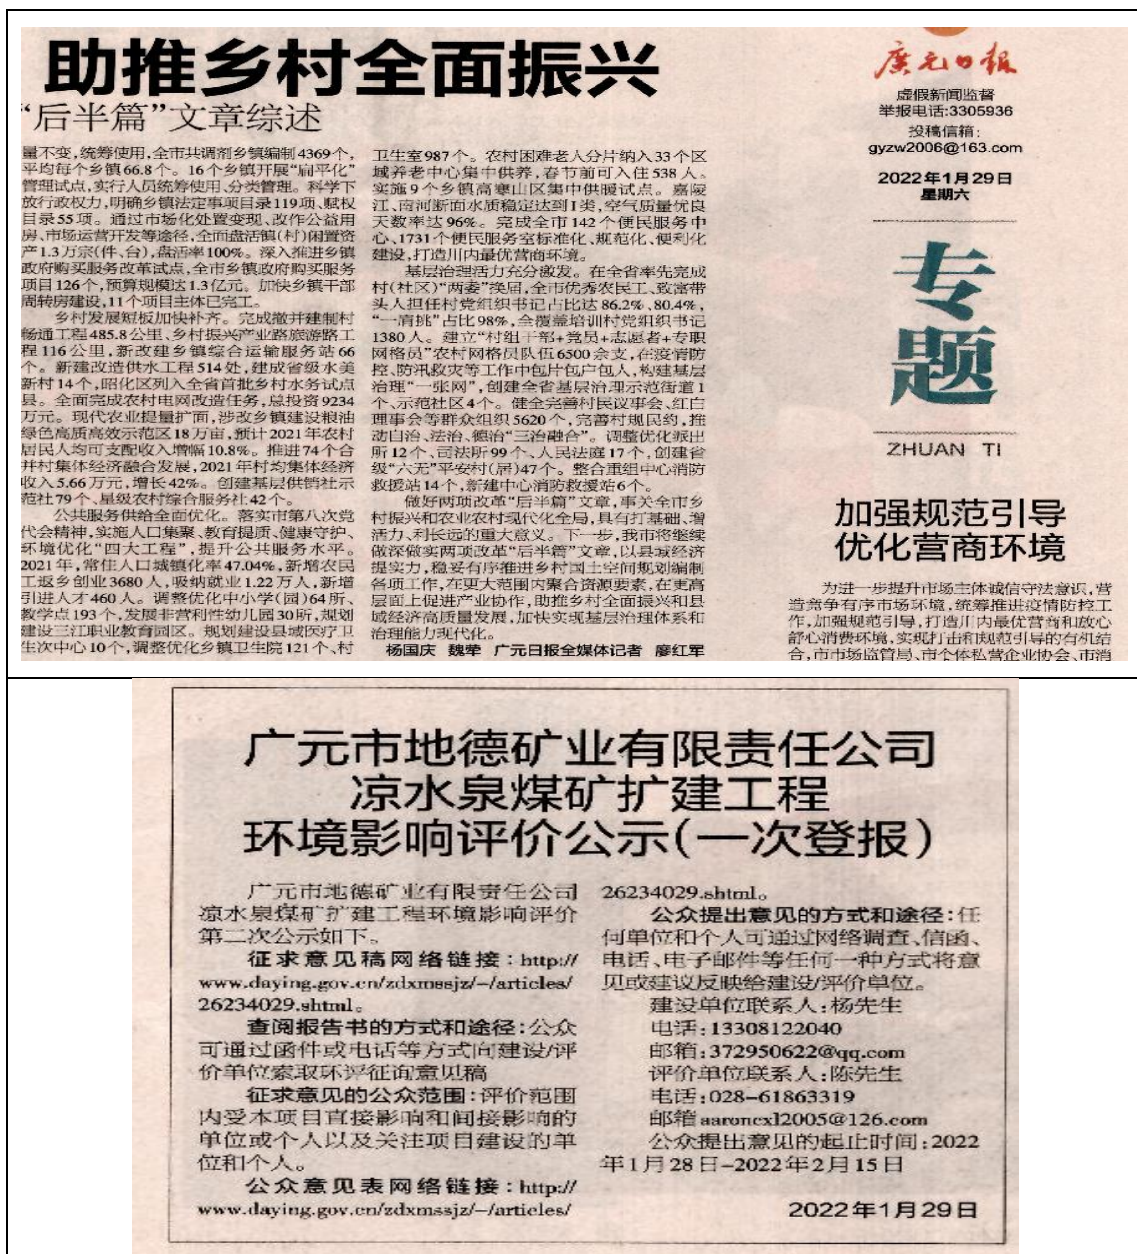 助推乡村全面振兴
“后半篇”文章综述
量不变,统筹使用,全市共调剂乡镇编制4369个,
平均每个乡镇66.8个。16个乡镇开展“扁平化”
管理试点,实行人员统筹使用、分类管理。科学下
放行政权力,明确乡镇法定事项目录119项、赋权
目录55项。通过市场化处置变现、改作公益用
房、市场运营开发等途径,全面盘活镇(村)闲置资
产1.3万宗(件、台),盘活率100%。深入推进乡镇
政府购买服务改革试点,全市乡镇政府购买服务
项目126个,预算规模达1.3亿元。加快乡镇干部
周转房建设,11个项目主体已完工。
乡村发展短板加快补齐。完成撤并建制村
畅通工程485.8公里、乡村振兴产业路旅游路工
程116公里,新改建乡镇综合运输服务站66
个。新建改造供水工程514处,建成省级水美
新村14个,昭化区列入全省首批乡村水务试点
县。全面完成农村电网改造任务,总投资9234
万元。现代农业提量扩面,涉改乡镇建设粮油
绿色高质高效示范区18万亩,预计2021年农村
居民人均可支配收入增幅10.8%。推进74个合
并村集体经济融合发展,2021年村均集体经济
收入5.66万元,增长42%。创建基层供销社示
范社79个、星级农村综合服务社42个。
公共服务供给全面优化。落实市第八次党
代会精神,实施人口集聚、教育提质、健康守护、
环境优化“四大工程”,提升公共服务水平。
2021年,常住人口城镇化率47.04%,新增农民
工返乡创业3680人,吸纳就业1.22万人,新增
引进人才460人。调整优化中小学(园)64所、
教学点193个,发展非营利性幼儿园30所,规划
建设三江职业教育园区。规划建设县域医疗卫
生次中心10个,调整优化乡镇卫生院121个、村
卫生室987个。农村困难老人分片纳入33个区
域养老中心集中供养,春节前可入住538人。
实施9个乡镇高寒山区集中供暖试点。嘉陵
江、南河断面水质稳定达到Ⅰ类,空气质量优良
天数率达96%。完成全市142个便民服务中
心、1731个便民服务室标准化、规范化、便利化
建设,打造川内最优营商环境。
基层治理活力充分激发。在全省率先完成
村(社区)“两委”换届,全市优秀农民工、致富带
头人担任村党组织书记占比达86.2%、80.4%,
“一肩挑”占比98%,全覆盖培训村党组织书记
1380人。建立“村组干部+党员+志愿者+专职
网格员”农村网格员队伍6500余支,在疫情防
控、防汛救灾等工作中包片包户包人,构建基层
治理“一张网”,创建全省基层治理示范街道1
个、示范社区4个。健全完善村民议事会、红白
理事会等群众组织5620个,完善村规民约,推
动自治、法治、德治“三治融合”。调整优化派出
所12个、司法所99个、人民法庭17个,创建省
级“六无”平安村(居)47个。整合重组中心消防
救援站14个,新建中心消防救援站6个。
做好两项改革“后半篇”文章,事关全市乡
村振兴和农业农村现代化全局,具有打基础、增
活力、利长远的重大意义。下一步,我市将继续
做深做实两项改革“后半篇”文章,以县域经济
提实力,稳妥有序推进乡村国土空间规划编制
各项工作,在更大范围内聚合资源要素,在更高
层面上促进产业协作,助推乡村全面振兴和县
域经济高质量发展,加快实现基层治理体系和
治理能力现代化。
杨国庆 魏荣 广元日报全媒体记者 廖红军
廣元日报
虚假新闻监督
举报电话:3305936
投稿信箱:
gyzw2006@163.com
2022年1月29日
星期六
专
题
ZHUAN TI
加强规范引导
优化营商环境
为进一步提升市场主体诚信守法意识,营
造竞争有序市场环境,统筹推进疫情防控工
作,加强规范引导,打造川内最优营商和放心
舒心消费环境,实现打击和规范引导的有机结
合,市市场监管局、市个体私营企业协会、市消
广元市地德矿业有限责任公司
凉水泉煤矿扩建工程
环境影响评价公示(一次登报)
广元市地德矿业有限责任公司
凉水泉煤矿扩建工程环境影响评价
第二次公示如下。
征求意见稿网络链接:http://
www.daying.gov.cn/zdxmssjz/-/articles/
26234029.shtml。
查阅报告书的方式和途径:公众
可通过函件或电话等方式向建设/评
价单位索取环评征询意见稿
征求意见的公众范围:评价范围
内受本项目直接影响和间接影响的
单位或个人以及关注项目建设的单
位和个人。
公众意见表网络链接:http://
www.daying.gov.cn/zdxmssjz/-/articles/
26234029.shtml。
公众提出意见的方式和途径:任
何单位和个人可通过网络调查、信函、
电话、电子邮件等任何一种方式将意
见或建议反映给建设/评价单位。
建设单位联系人:杨先生
电话:13308122040
邮箱:372950622@qq.com
评价单位联系人:陈先生
电话:028-61863319
邮箱aaroncxl2005@126.com
公众提出意见的起止时间:2022
年1月28日-2022年2月15日
2022年1月29日